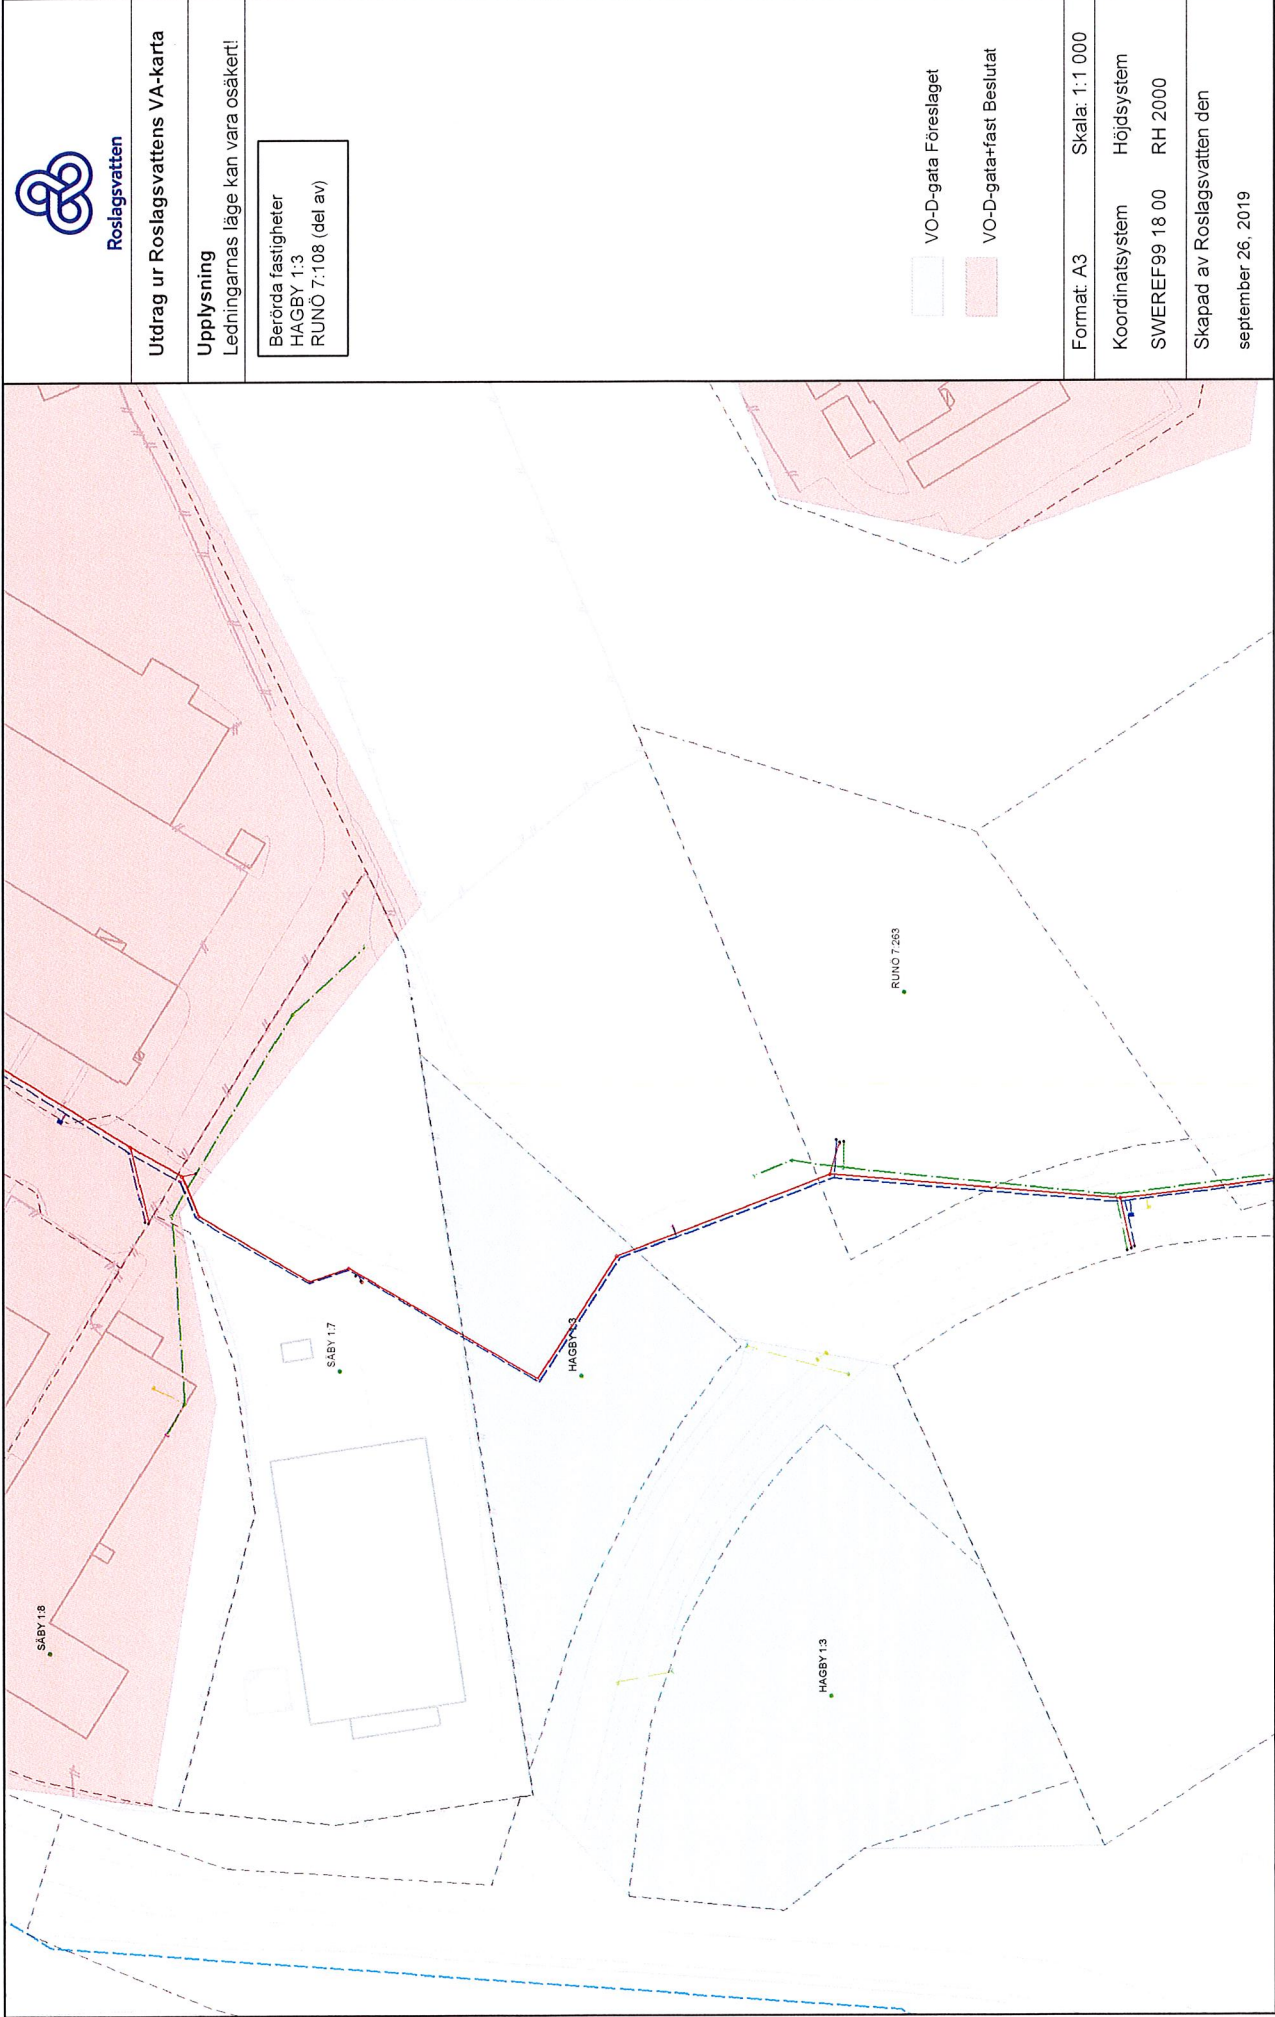 Roslagsvatten
Utdrag ur Roslagsvattens VA-karta
Upplysning
Ledningarnas läge kan vara osäkert!
Berörda fastigheter
HAGBY 1:3
RUNÖ 7:108 (del av)
VO-D-gata Föreslaget
VO-D-gata+fast Beslutat
Format: A3 Skala: 1:1 000
Koordinatsystem Höjdsystem
SWEREF99 18 00 RH 2000
Skapad av Roslagsvatten den
september 26, 2019
SÄBY 1:8
SÄBY 1:7
HAGBY 1:3
HAGBY 1:3
RUNÖ 7:263